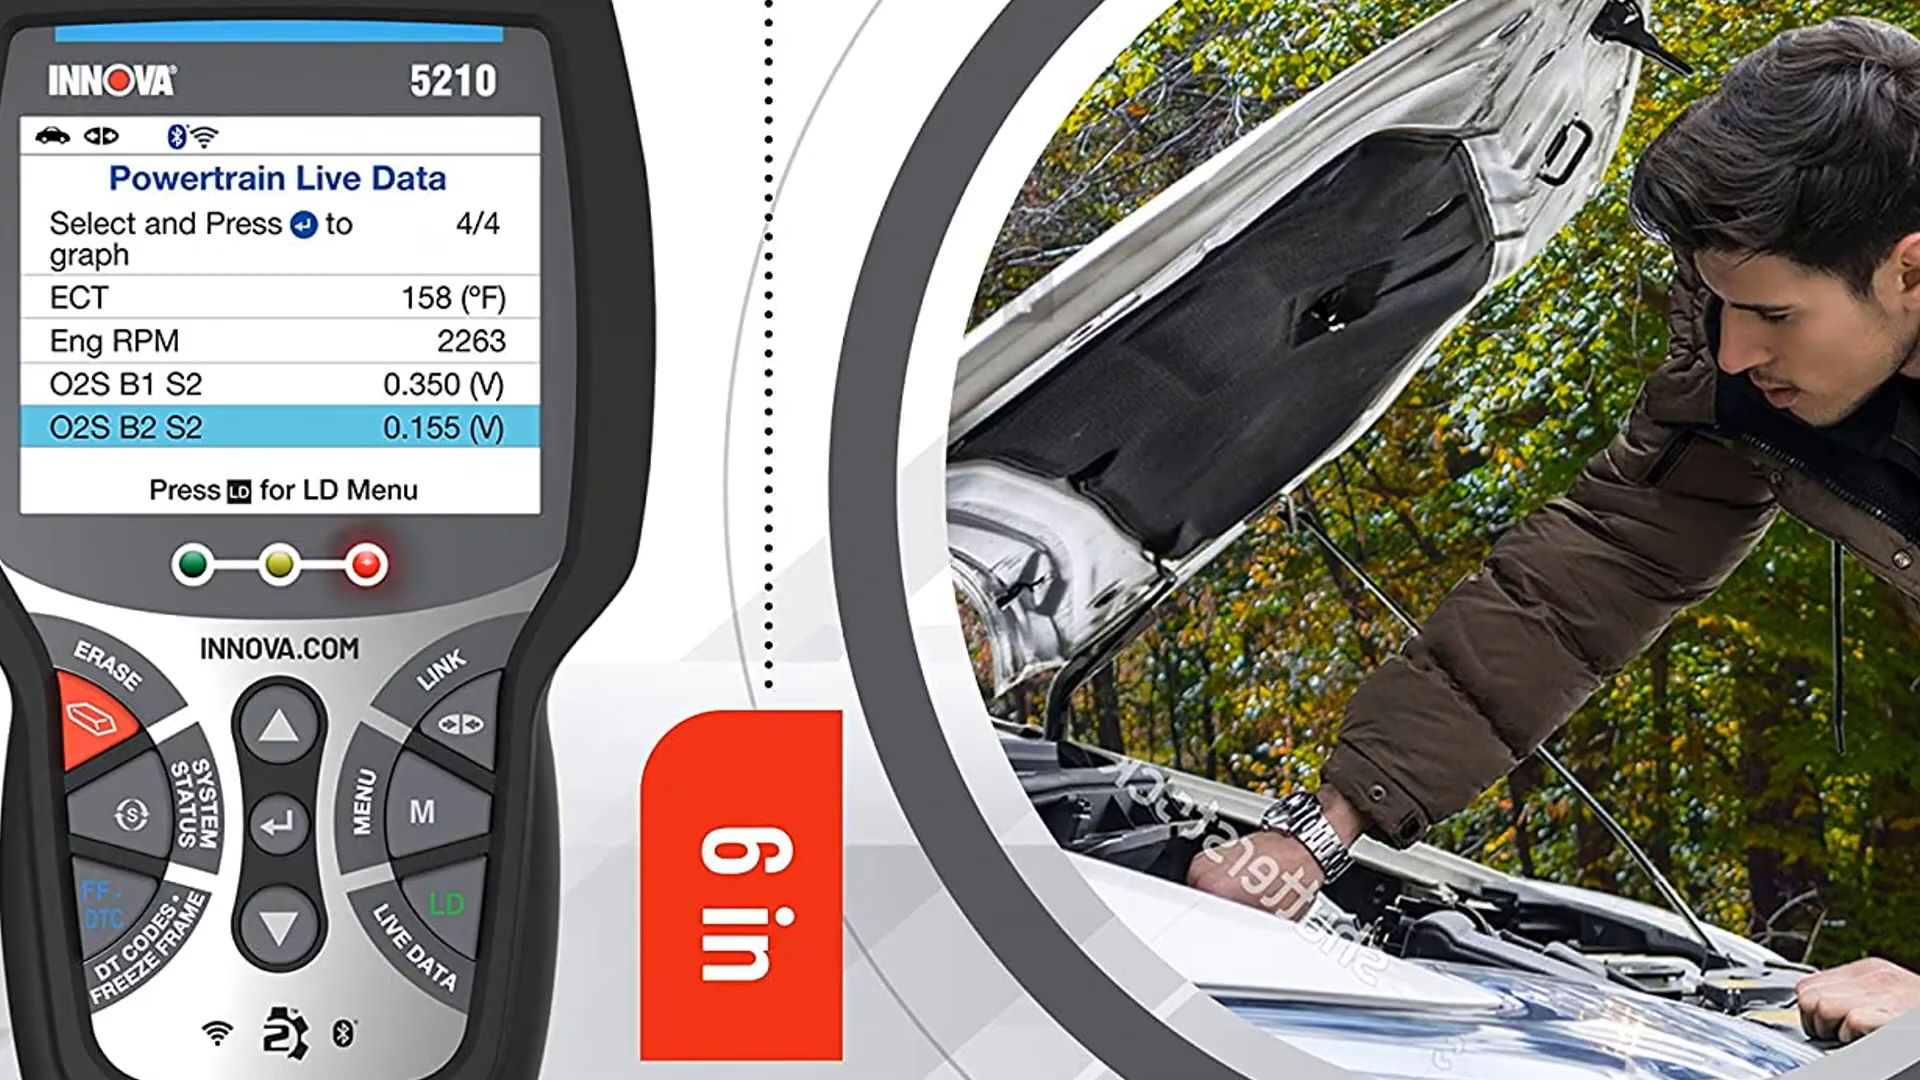 INNOVA®
5210
Powertrain Live Data
Select and Press to graph
4/4
ECT 158 (°F)
Eng RPM 2263
O2S B1 S2 0.350 (V)
O2S B2 S2 0.155 (V)
Press LD for LD Menu
INNOVA.COM
ERASE
LINK
SYSTEM STATUS
S
MENU
M
FF • DTC
LD
DT CODES • FREEZE FRAME
LIVE DATA
2
6 in
shutterstock